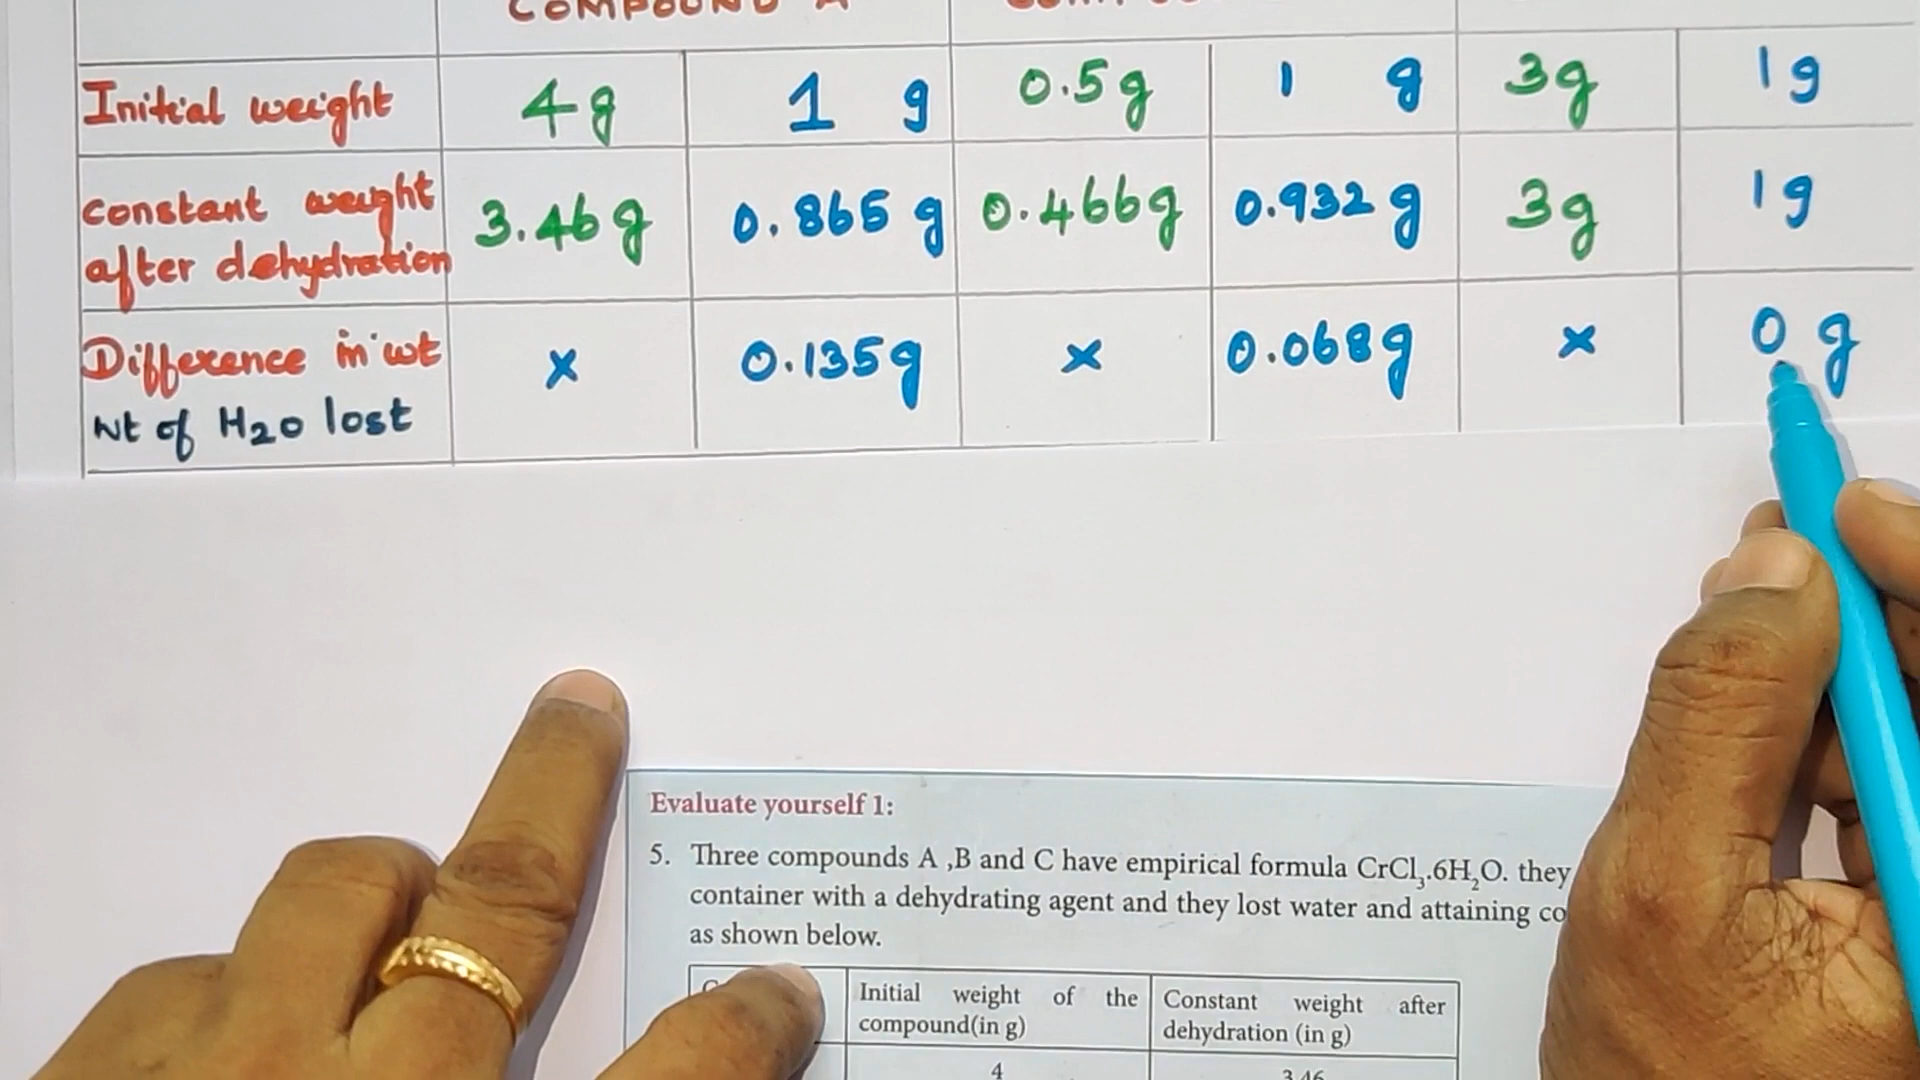 COMPOUND A
Initial weight 4g 1 g 0.5g 1 g 3g 1g
constant weight
after dehydration 3.46g 0.865 g 0.466g 0.932g 3g 1g
Difference in wt
Wt of H2O lost x 0.135g x 0.068g x 0 g
Evaluate yourself 1:
5. Three compounds A ,B and C have empirical formula CrCl₃.6H₂O. they
container with a dehydrating agent and they lost water and attaining co
as shown below.
Initial weight of the
compound(in g)
Constant weight after
dehydration (in g)
4 3.46